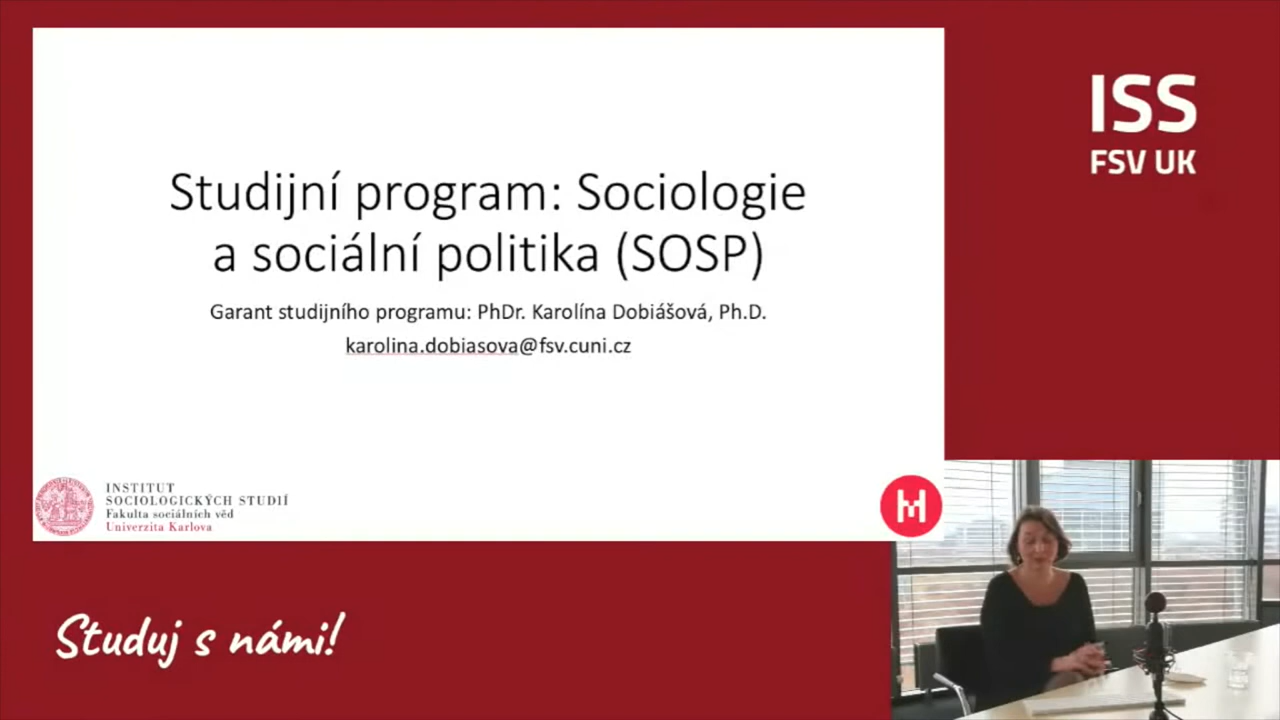 Studijní program: Sociologie
a sociální politika (SOSP)
Garant studijního programu: PhDr. Karolína Dobiášová, Ph.D.
karolina.dobiasova@fsv.cuni.cz
INSTITUT
SOCIOLOGICKÝCH STUDIÍ
Fakulta sociálních věd
Univerzita Karlova
M
ISS
FSV UK
Studuj s námi!